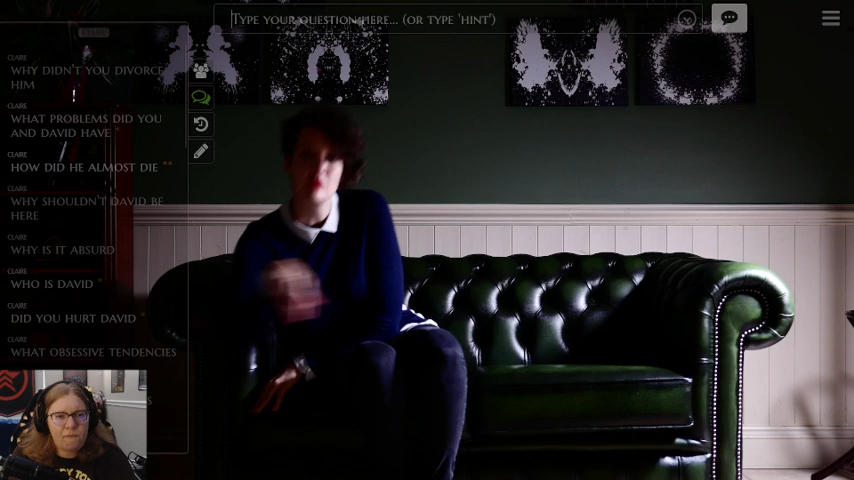 TYPE YOUR QUESTION HERE... (OR TYPE 'HINT')
CLAIRE
WHY DIDN'T YOU DIVORCE
HIM
CLAIRE
WHAT PROBLEMS DID YOU
AND DAVID HAVE
CLAIRE
HOW DID HE ALMOST DIE **
CLAIRE
WHY SHOULDN'T DAVID BE
HERE
CLAIRE
WHY IS IT ABSURD
CLAIRE
WHO IS DAVID *
CLAIRE
DID YOU HURT DAVID *
CLAIRE
WHAT OBSESSIVE TENDENCIES